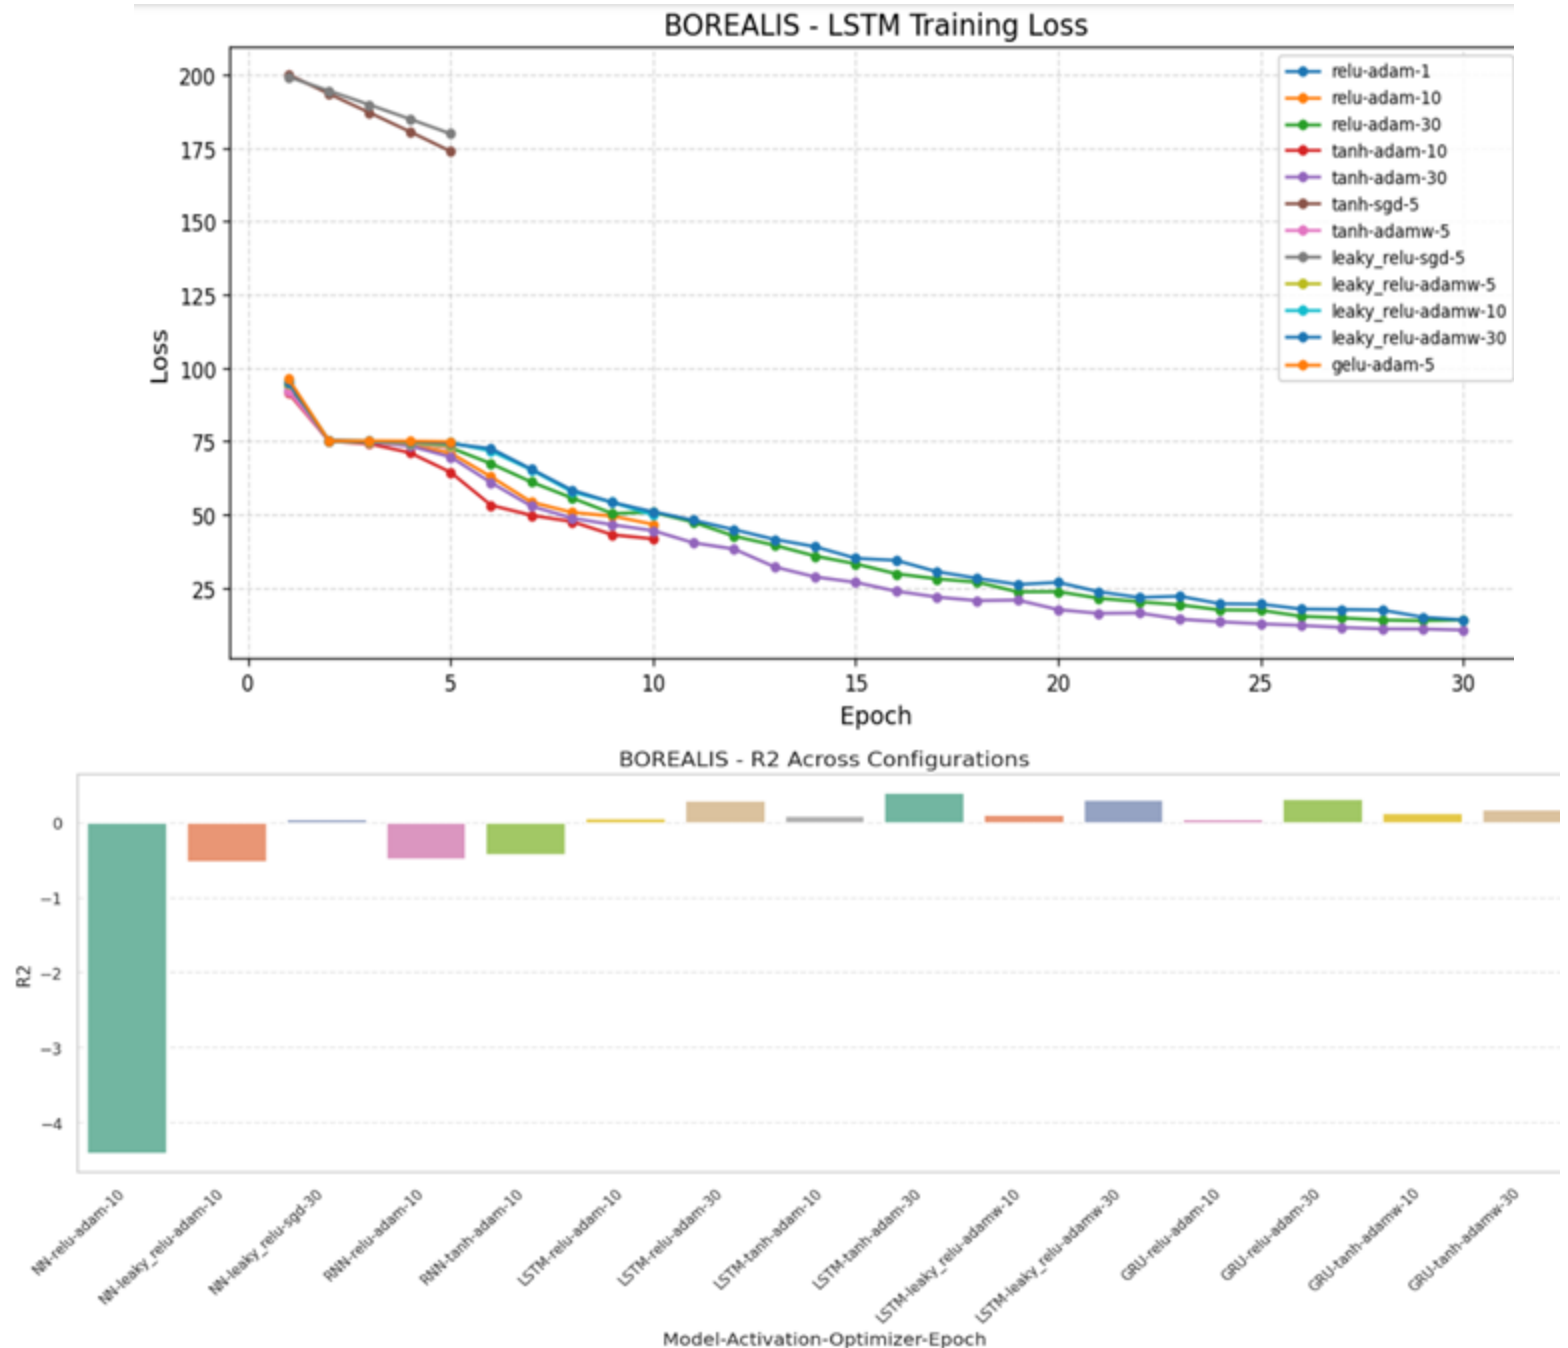 BOREALIS - LSTM Training Loss
200
175
150
125
100
75
50
25
Loss
relu-adam-1
relu-adam-10
relu-adam-30
tanh-adam-10
tanh-adam-30
tanh-sgd-5
tanh-adamw-5
leaky_relu-sgd-5
leaky_relu-adamw-5
leaky_relu-adamw-10
leaky_relu-adamw-30
gelu-adam-5
0 5 10 15 20 25 30
Epoch
BOREALIS - R2 Across Configurations
0
−1
−2
−3
−4
R2
NN-relu-adam-10
NN-leaky_relu-adam-10
NN-leaky_relu-sgd-30
RNN-relu-adam-10
RNN-tanh-adam-10
LSTM-relu-adam-10
LSTM-relu-adam-30
LSTM-tanh-adam-10
LSTM-tanh-adam-30
LSTM-leaky_relu-adamw-10
LSTM-leaky_relu-adamw-30
GRU-relu-adam-10
GRU-relu-adam-30
GRU-tanh-adamw-10
GRU-tanh-adamw-30
Model-Activation-Optimizer-Epoch